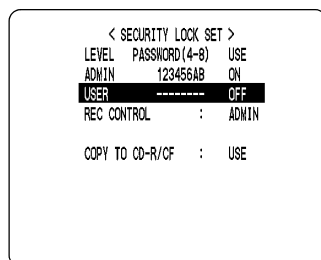 < SECURITY LOCK SET >
LEVEL PASSWORD(4-8) USE
ADMIN 123456AB ON
USER -------- OFF
REC CONTROL : ADMIN
COPY TO CD-R/CF : USE